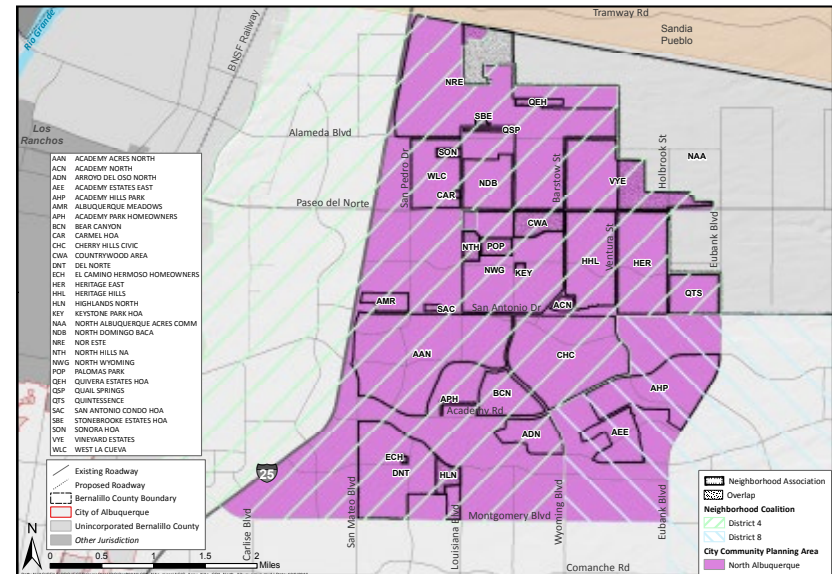 Tramway Rd
Sandia
Pueblo
Rio Grande
BNSF Railway
Los
Ranchos
Alameda Blvd
Paseo del Norte
San Pedro Dr
Barstow St
Ventura St
Holbrook St
Eubank Blvd
San Antonio Dr
Academy Rd
Montgomery Blvd
Comanche Rd
Carlise Blvd
San Mateo Blvd
Louisiana Blvd
Wyoming Blvd
Eubank Blvd
25
NRE
QEH
SBE
QSP
SON
WLC
NDB
CAR
VYE
NAA
CWA
NTH
POP
NWG
KEY
HHL
HER
QTS
AMR
SAC
ACN
AAN
CHC
APH
BCN
AHP
ADN
AEE
ECH
DNT
HLN
AAN ACADEMY ACRES NORTH
ACN ACADEMY NORTH
ADN ARROYO DEL OSO NORTH
AEE ACADEMY ESTATES EAST
AHP ACADEMY HILLS PARK
AMR ALBUQUERQUE MEADOWS
APH ACADEMY PARK HOMEOWNERS
BCN BEAR CANYON
CAR CARMEL HOA
CHC CHERRY HILLS CIVIC
CWA COUNTRYWOOD AREA
DNT DEL NORTE
ECH EL CAMINO HERMOSO HOMEOWNERS
HER HERITAGE EAST
HHL HERITAGE HILLS
HLN HIGHLANDS NORTH
KEY KEYSTONE PARK HOA
NAA NORTH ALBUQUERQUE ACRES COMM
NDB NORTH DOMINGO BACA
NRE NOR ESTE
NTH NORTH HILLS NA
NWG NORTH WYOMING
POP PALOMAS PARK
QEH QUIVERA ESTATES HOA
QSP QUAIL SPRINGS
QTS QUINTESSENCE
SAC SAN ANTONIO CONDO HOA
SBE STONEBROOKE ESTATES HOA
SON SONORA HOA
VYE VINEYARD ESTATES
WLC WEST LA CUEVA
Existing Roadway
Proposed Roadway
Bernalillo County Boundary
City of Albuquerque
Unincorporated Bernalillo County
Other Jurisdiction
N
0 0.5 1 1.5 2
Miles
Neighborhood Association
Overlap
Neighborhood Coalition
District 4
District 8
City Community Planning Area
North Albuquerque